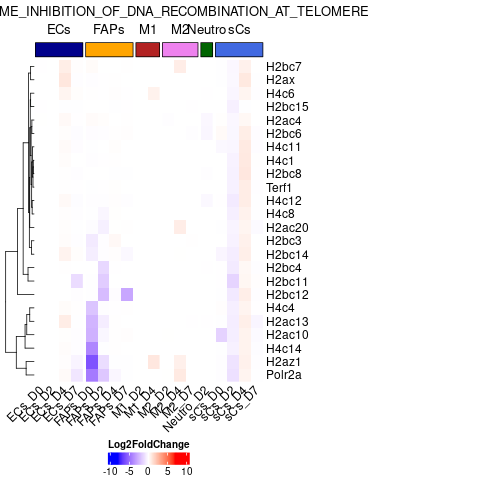 ME_INHIBITION_OF_DNA_RECOMBINATION_AT_TELOMERE
ECs FAPs M1 M2 Neutro sCs
H2bc7
H2ax
H4c6
H2bc15
H2ac4
H2bc6
H4c11
H4c1
H2bc8
Terf1
H4c12
H4c8
H2ac20
H2bc3
H2bc14
H2bc4
H2bc11
H2bc12
H4c4
H2ac13
H2ac10
H4c14
H2az1
Polr2a
ECs_D0 ECs_D2 ECs_D4 ECs_D7 FAPs_D0 FAPs_D2 FAPs_D4 FAPs_D7 M1_D2 M1_D4 M2_D2 M2_D4 M2_D7 Neutro_D2 sCs_D0 sCs_D2 sCs_D4 sCs_D7
Log2FoldChange
-10 -5 0 5 10